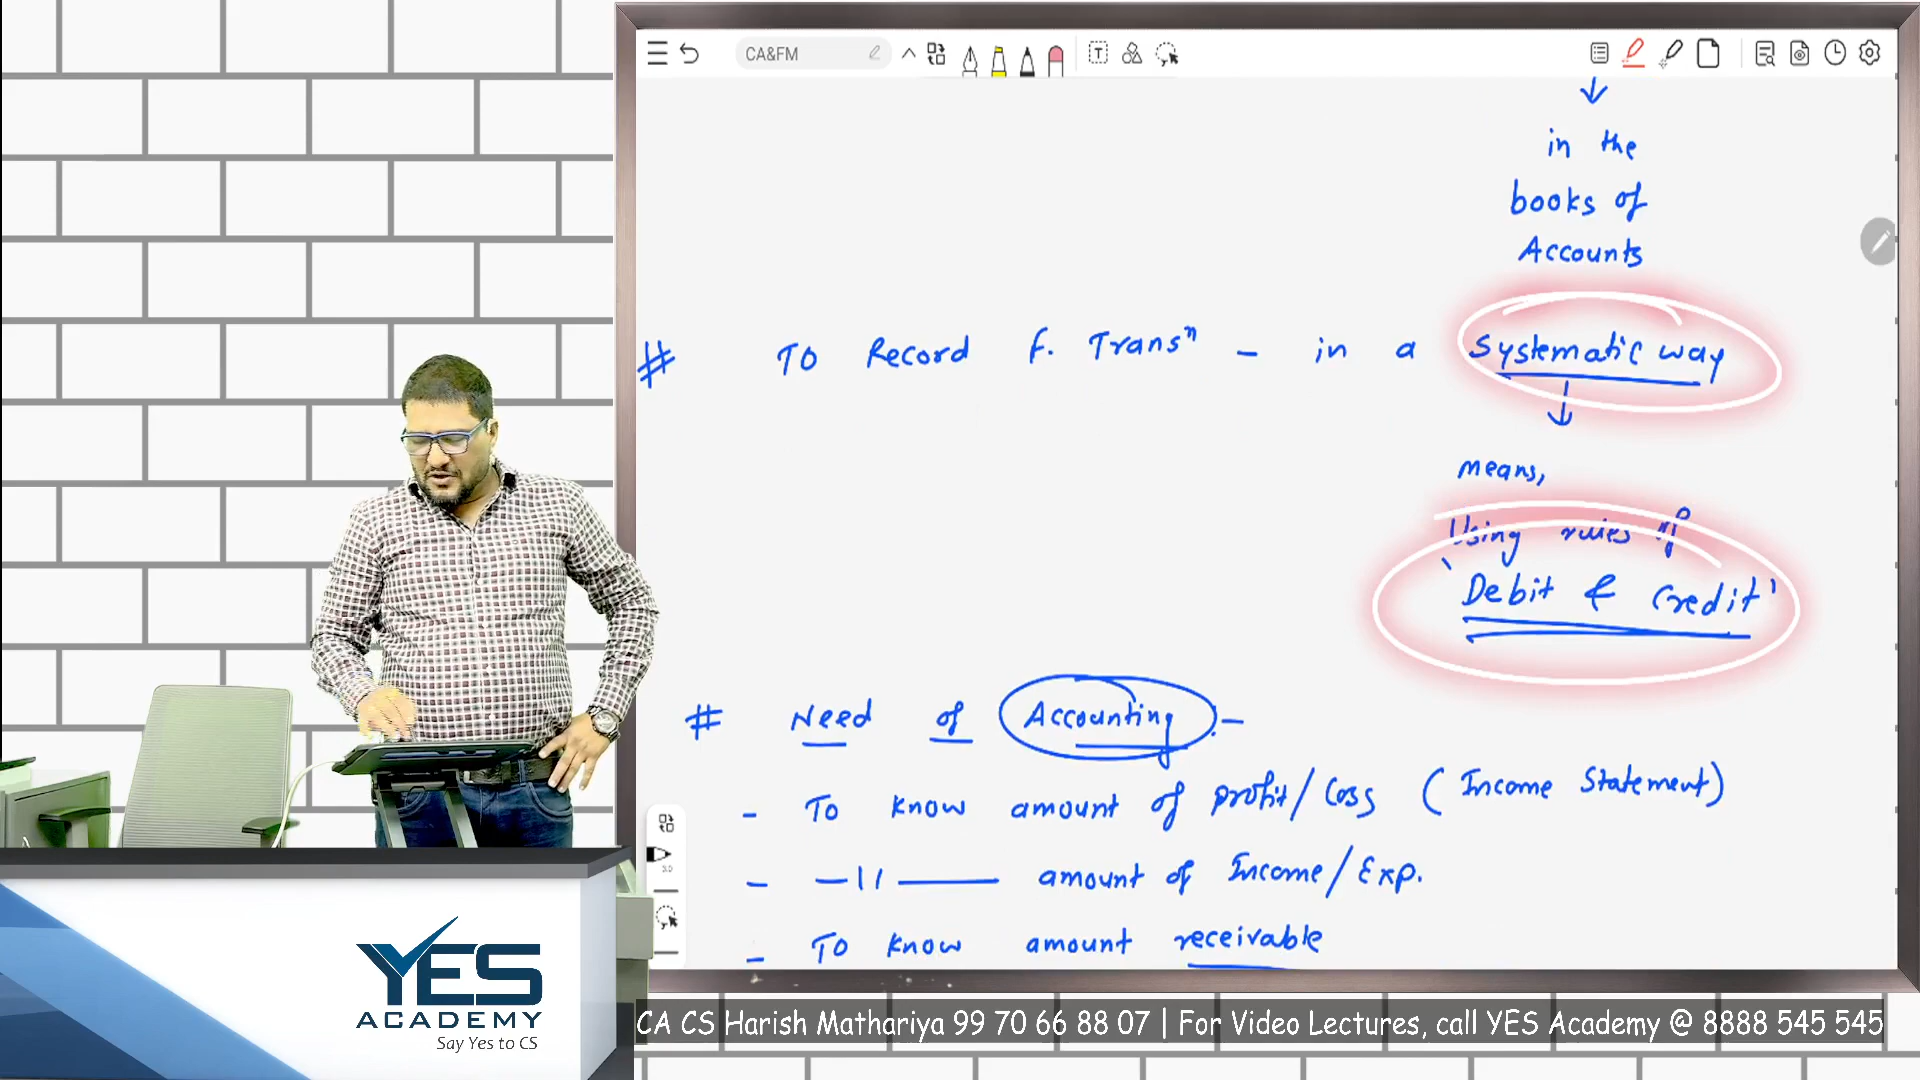 CA&FM
in the
books of
Accounts
# To Record f. Transⁿ - in a systematic way
means,
Using rules of
'Debit & Credit'
# Need of Accounting :-
- To know amount of profit/Loss (Income Statement)
- —11— amount of Income/Exp.
- To know amount receivable
YES
ACADEMY
Say Yes to CS
CA CS Harish Mathariya 99 70 66 88 07 | For Video Lectures, call YES Academy @ 8888 545 545